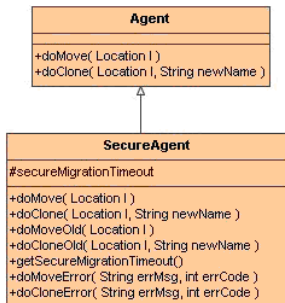 Agent
+doMove( Location l )
+doClone( Location l, String newName )
SecureAgent
#secureMigrationTimeout
+doMove( Location l )
+doClone( Location l, String newName )
+doMoveOld( Location l )
+doCloneOld( Location l, String newName )
+getSecureMigrationTimeout()
+doMoveError( String errMsg, int errCode )
+doCloneError( String errMsg, int errCode )